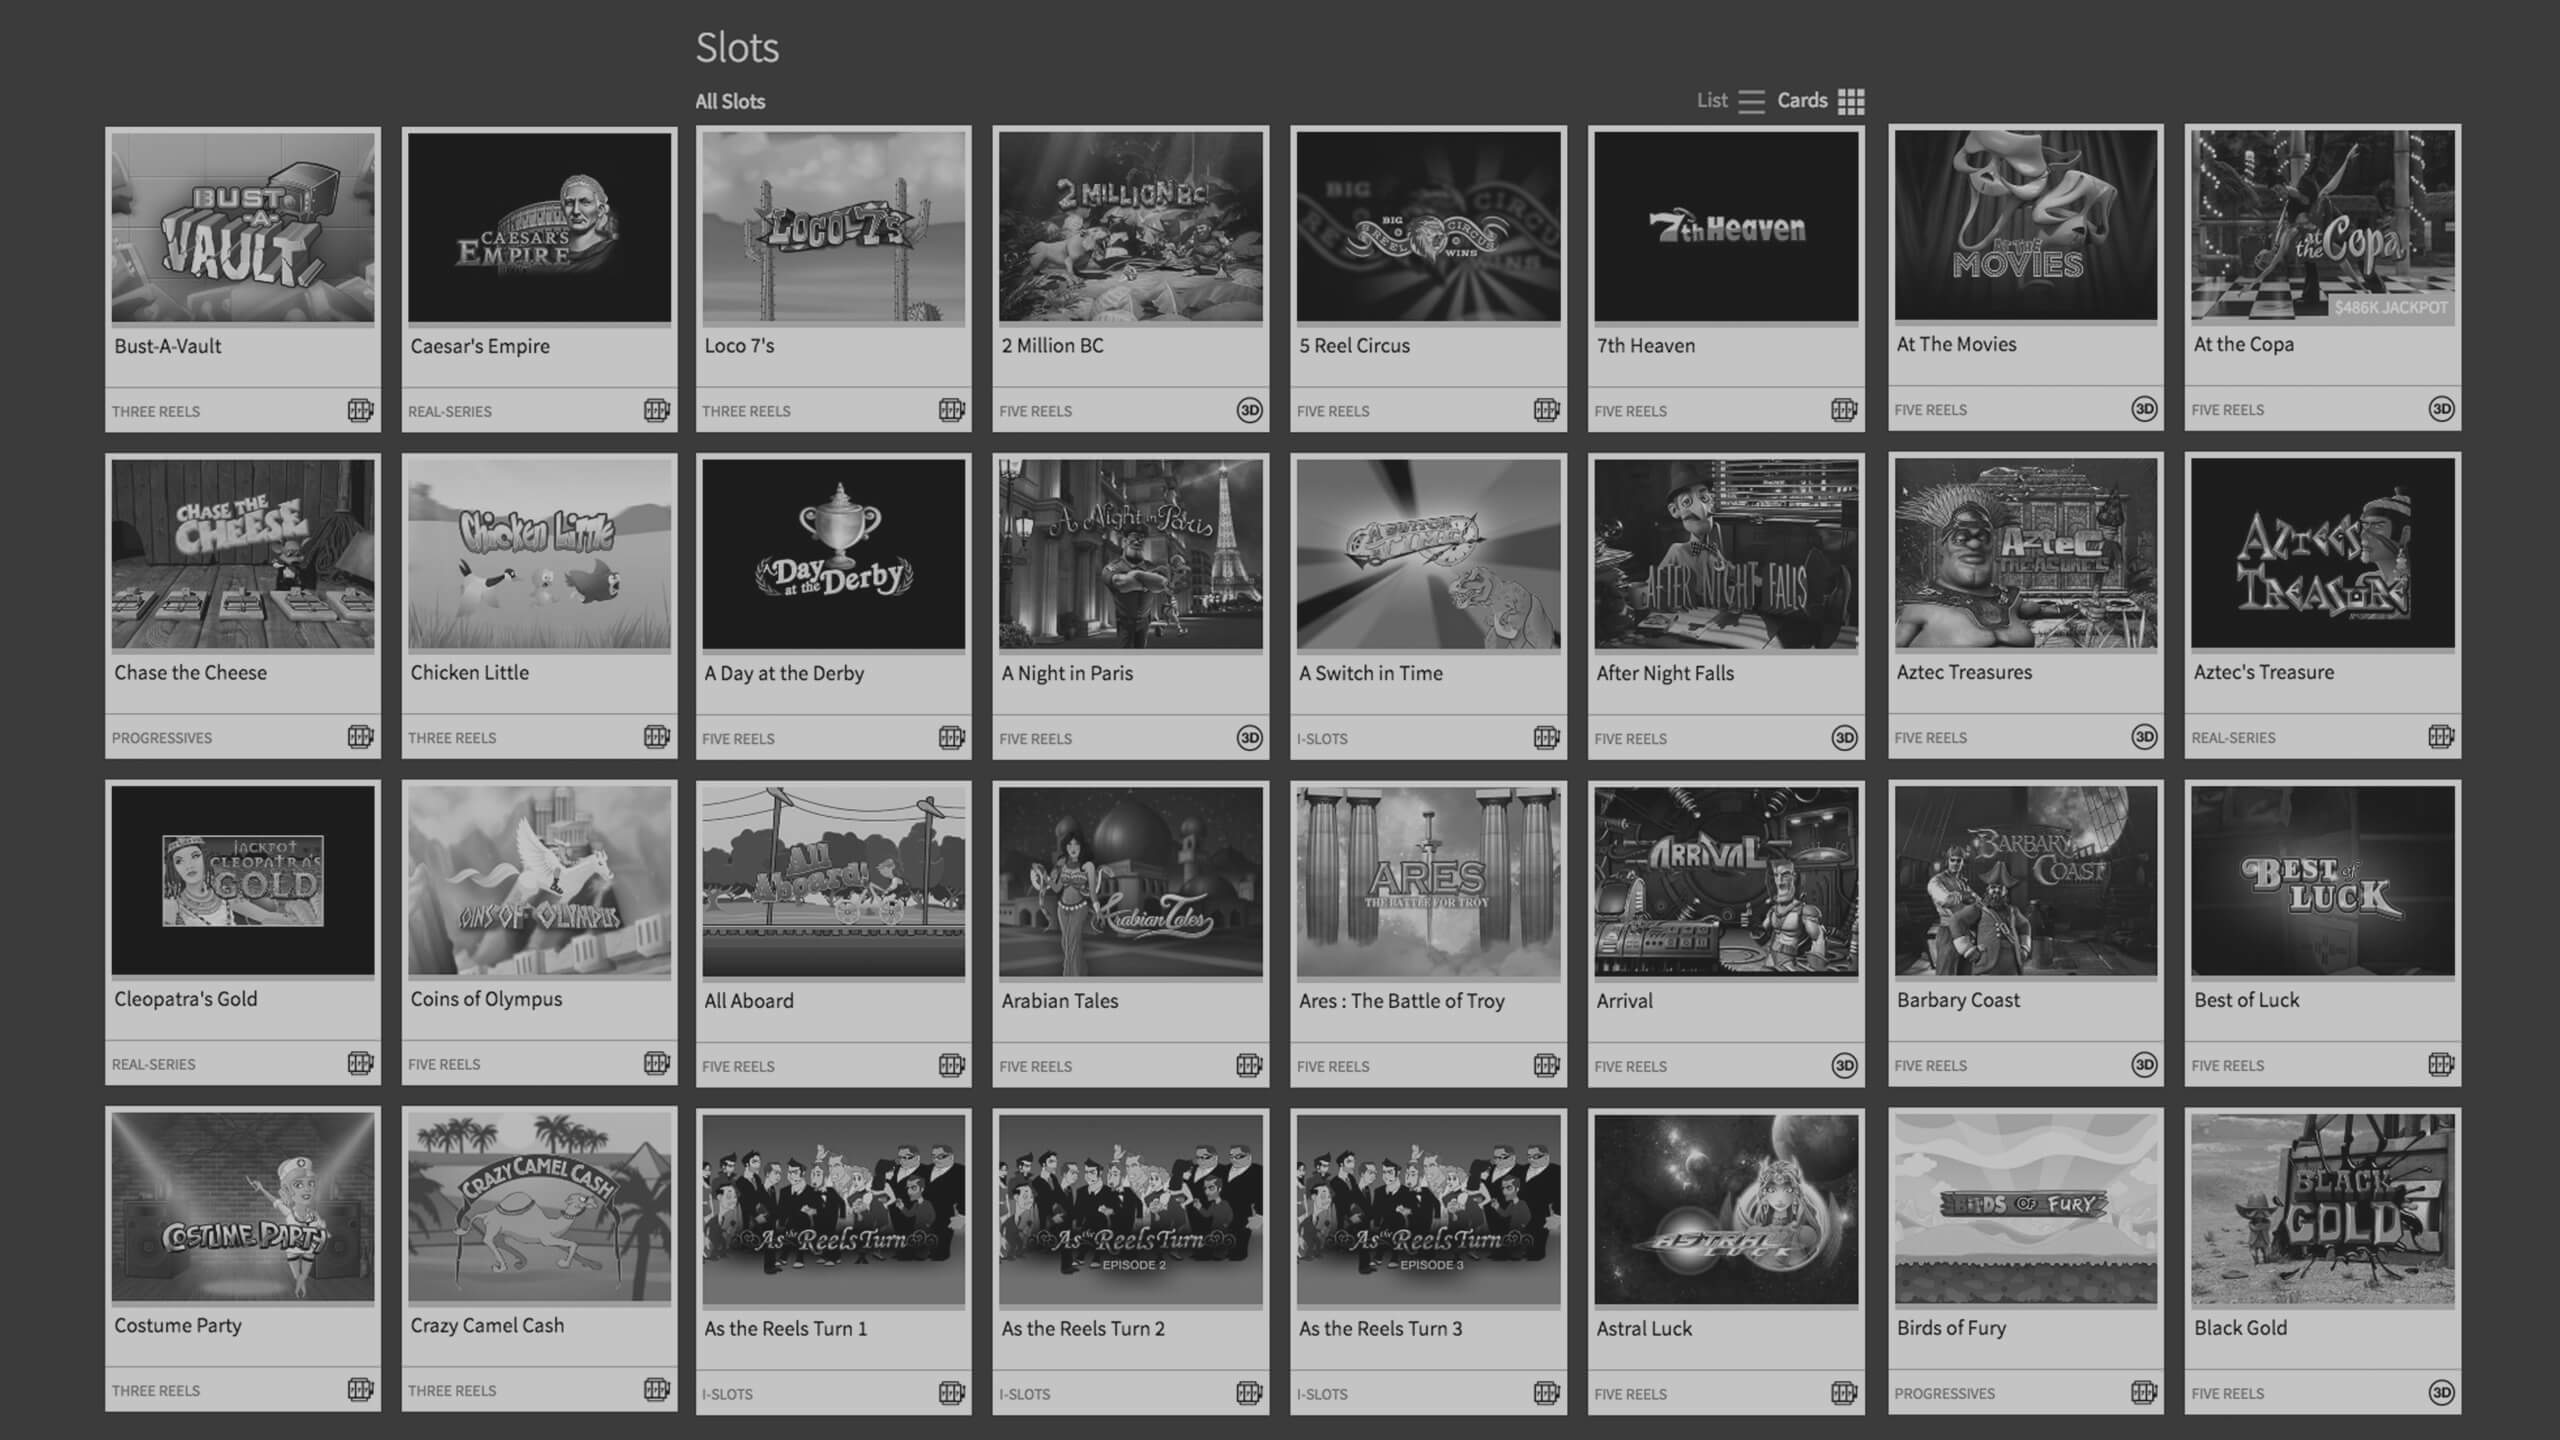 Slots
All Slots
List Cards
BUST
-A-
VAULT
Bust-A-Vault
THREE REELS
CAESAR'S
EMPIRE
Caesar's Empire
REAL-SERIES
LOCO 7's
Loco 7's
THREE REELS
2 MILLION BC
2 Million BC
FIVE REELS
3D
BIG
5 REEL CIRCUS
WINS
5 Reel Circus
FIVE REELS
7th Heaven
7th Heaven
FIVE REELS
AT THE
MOVIES
At The Movies
FIVE REELS
3D
at
the Copa
$486K JACKPOT
At the Copa
FIVE REELS
3D
CHASE THE
CHEESE
Chase the Cheese
PROGRESSIVES
Chicken Little
Chicken Little
THREE REELS
A Day
at the Derby
A Day at the Derby
FIVE REELS
A Night in Paris
A Night in Paris
FIVE REELS
3D
A SWITCH
in TIME
A Switch in Time
I-SLOTS
AFTER NIGHT FALLS
After Night Falls
FIVE REELS
3D
AZTEC
TREASURES
Aztec Treasures
FIVE REELS
3D
AZTEC'S
TREASURE
Aztec's Treasure
REAL-SERIES
JACKPOT
CLEOPATRA'S
GOLD
Cleopatra's Gold
REAL-SERIES
COINS OF OLYMPUS
Coins of Olympus
FIVE REELS
All
Aboard!
All Aboard
FIVE REELS
Arabian Tales
Arabian Tales
FIVE REELS
ARES
THE BATTLE FOR TROY
Ares : The Battle of Troy
FIVE REELS
ARRIVAL
Arrival
FIVE REELS
3D
BARBARY
COAST
Barbary Coast
FIVE REELS
3D
BEST of
LUCK
Best of Luck
FIVE REELS
COSTUME PARTY
Costume Party
THREE REELS
CRAZY CAMEL CASH
Crazy Camel Cash
THREE REELS
As the Reels Turn
As the Reels Turn 1
I-SLOTS
As the Reels Turn
EPISODE 2
As the Reels Turn 2
I-SLOTS
As the Reels Turn
EPISODE 3
As the Reels Turn 3
I-SLOTS
ASTRAL
LUCK
Astral Luck
FIVE REELS
BIRDS OF FURY
Birds of Fury
PROGRESSIVES
BLACK
GOLD
Black Gold
FIVE REELS
3D